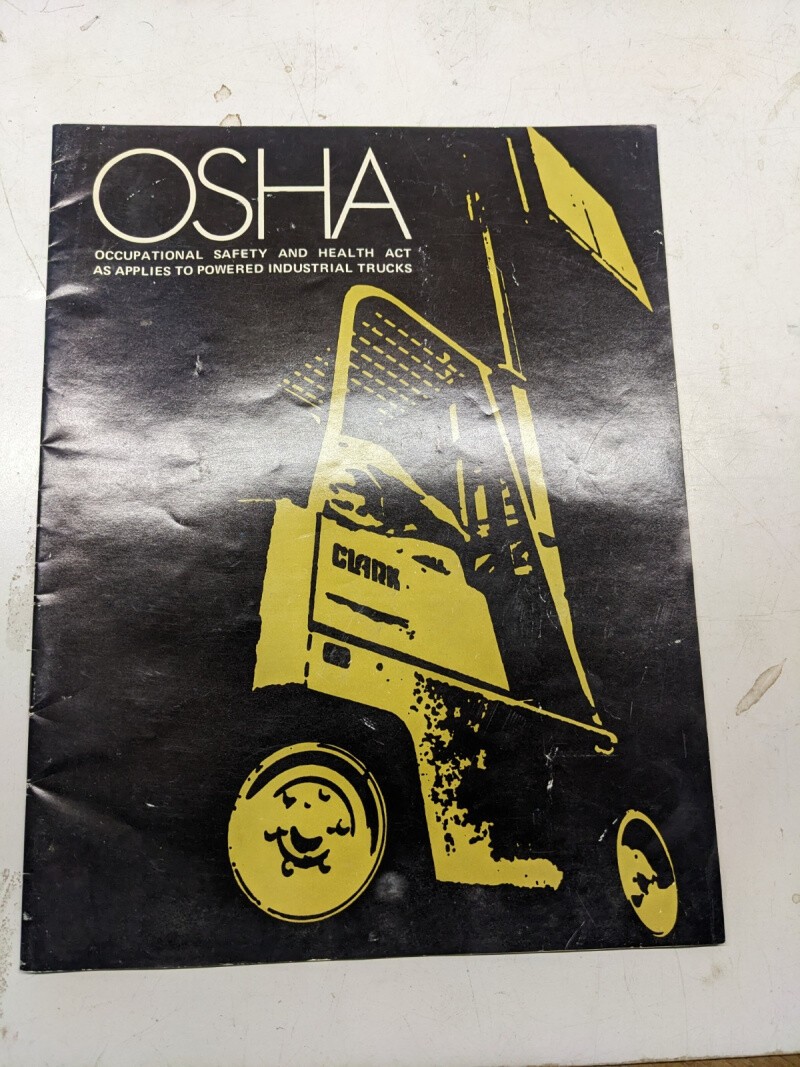 OSHA
OCCUPATIONAL SAFETY AND HEALTH ACT
AS APPLIES TO POWERED INDUSTRIAL TRUCKS
CLARK